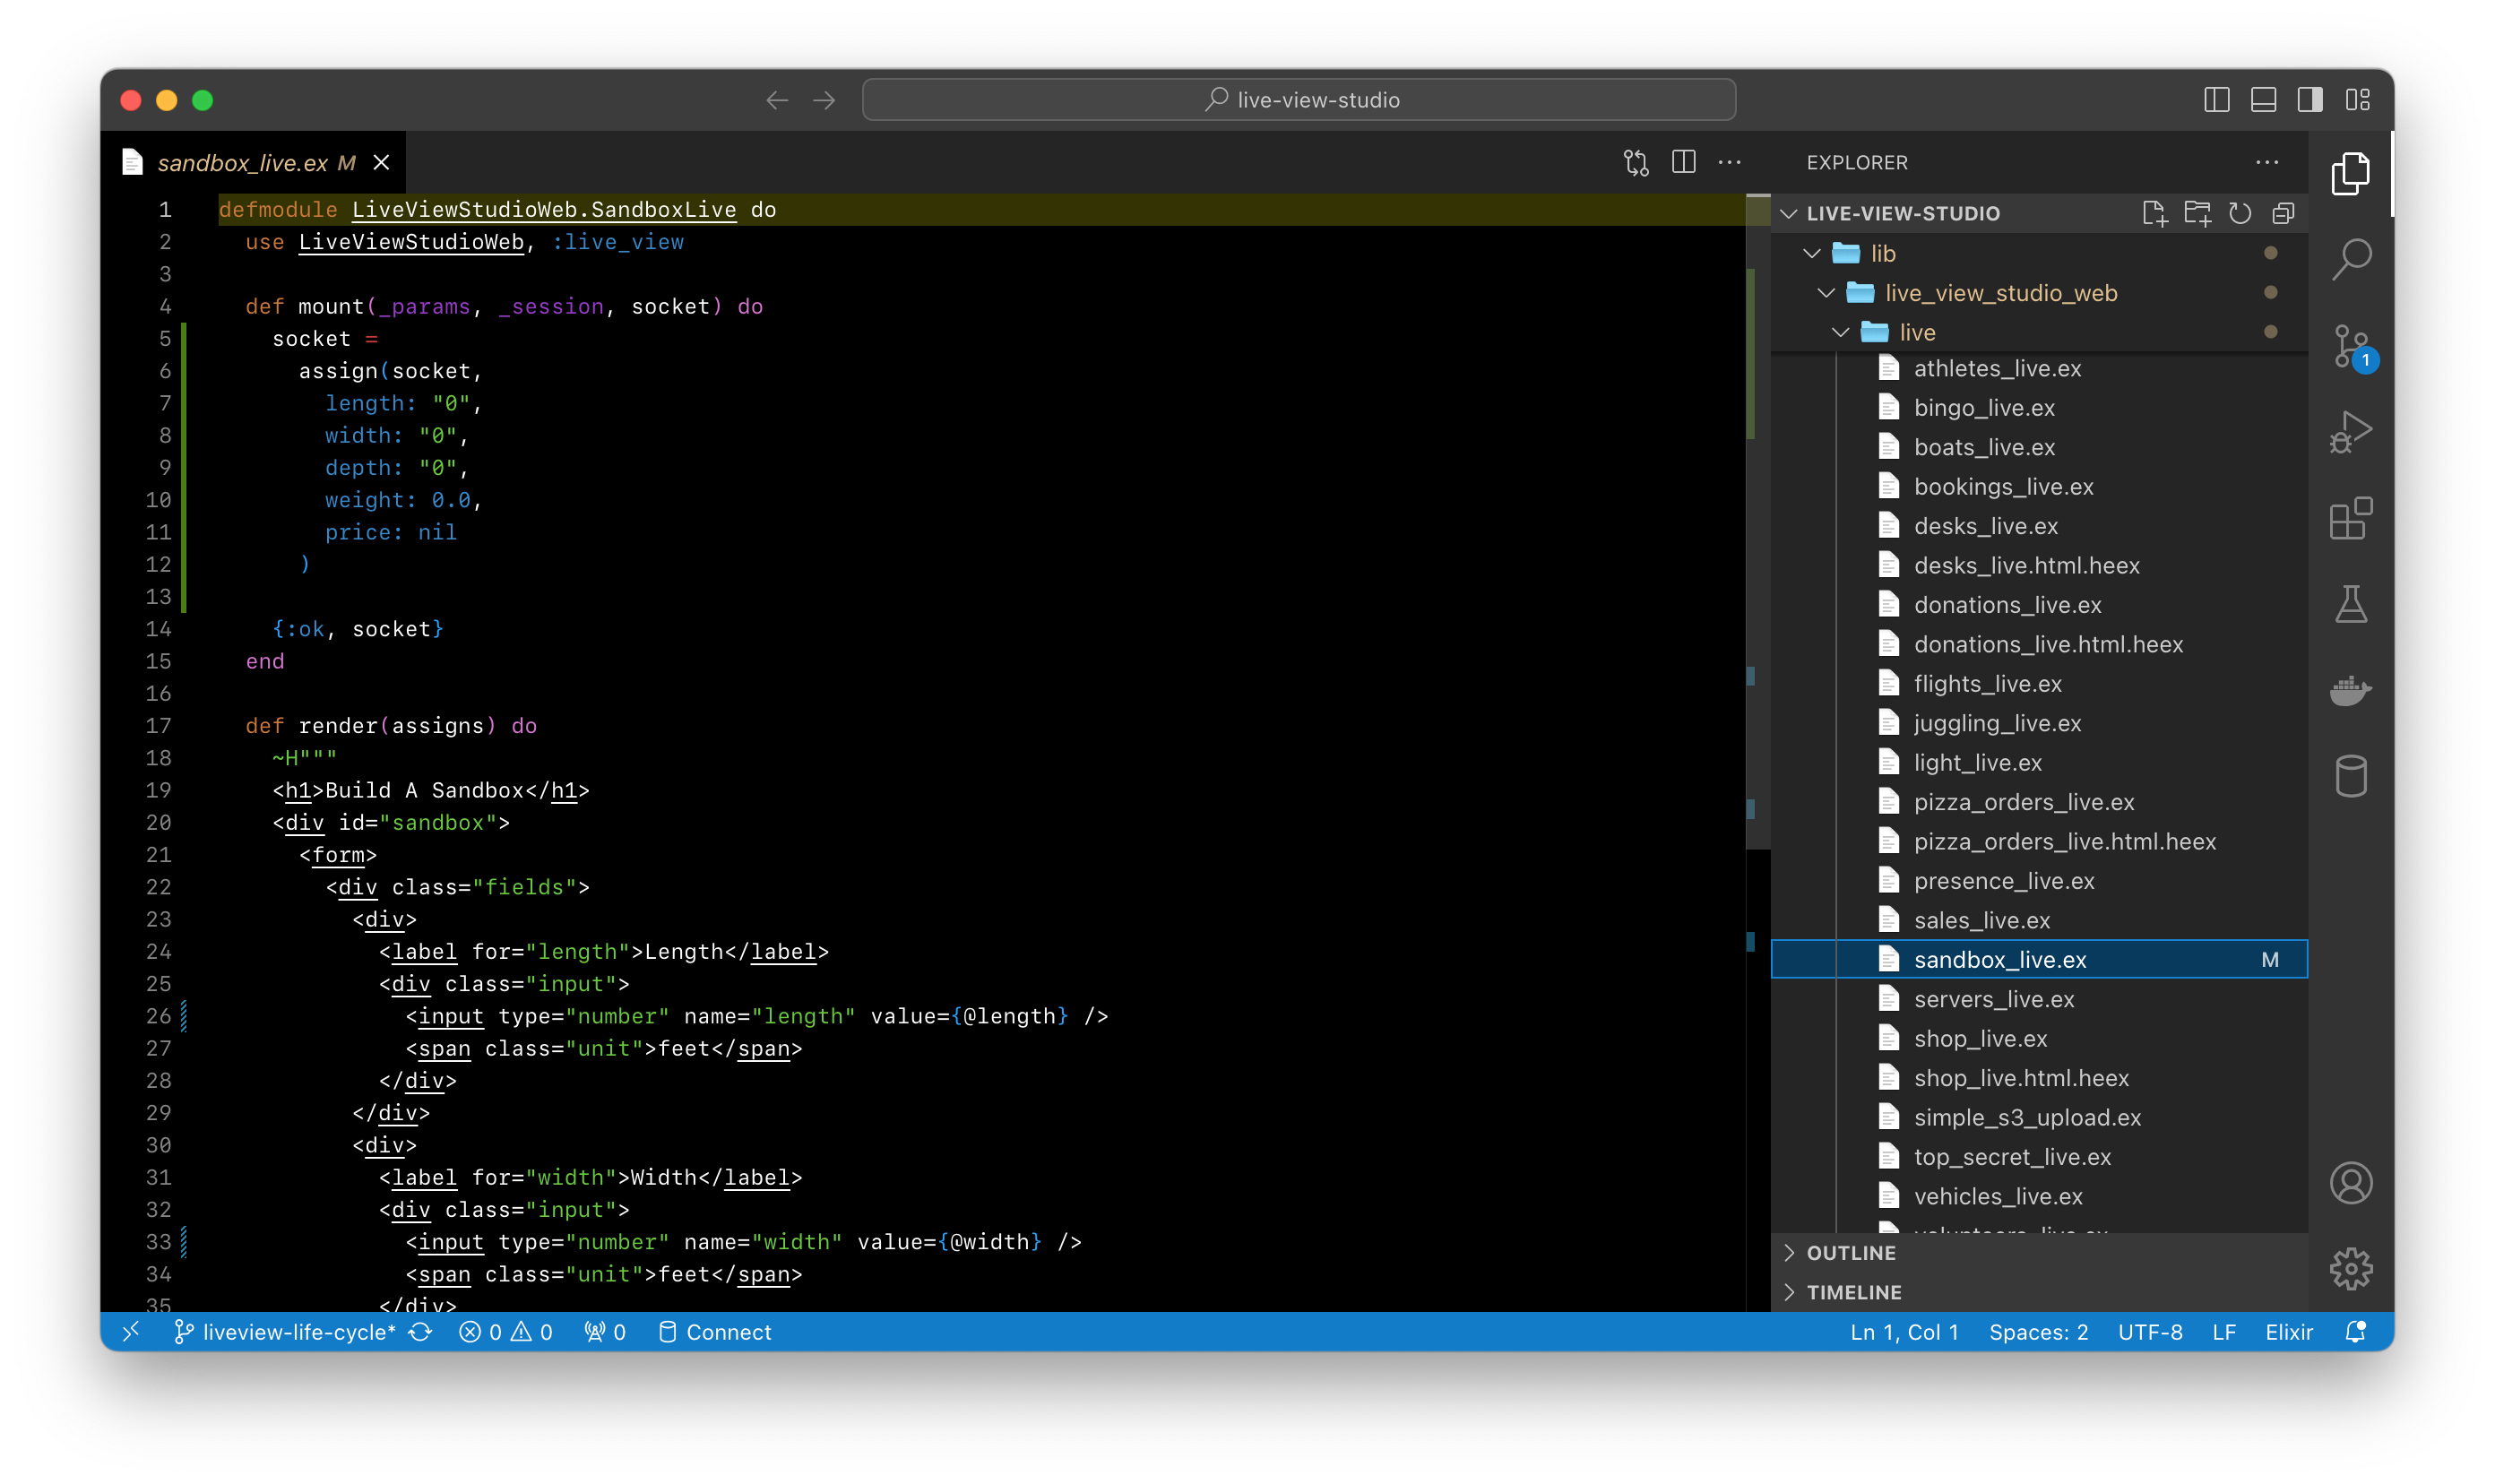 live-view-studio
sandbox_live.ex M
1 defmodule LiveViewStudioWeb.SandboxLive do
2 use LiveViewStudioWeb, :live_view
3
4 def mount(_params, _session, socket) do
5 socket =
6 assign(socket,
7 length: "0",
8 width: "0",
9 depth: "0",
10 weight: 0.0,
11 price: nil
12 )
13
14 {:ok, socket}
15 end
16
17 def render(assigns) do
18 ~H"""
19 <h1>Build A Sandbox</h1>
20 <div id="sandbox">
21 <form>
22 <div class="fields">
23 <div>
24 <label for="length">Length</label>
25 <div class="input">
26 <input type="number" name="length" value={@length} />
27 <span class="unit">feet</span>
28 </div>
29 </div>
30 <div>
31 <label for="width">Width</label>
32 <div class="input">
33 <input type="number" name="width" value={@width} />
34 <span class="unit">feet</span>
35 </div>
EXPLORER
LIVE-VIEW-STUDIO
lib
live_view_studio_web
live
athletes_live.ex
bingo_live.ex
boats_live.ex
bookings_live.ex
desks_live.ex
desks_live.html.heex
donations_live.ex
donations_live.html.heex
flights_live.ex
juggling_live.ex
light_live.ex
pizza_orders_live.ex
pizza_orders_live.html.heex
presence_live.ex
sales_live.ex
sandbox_live.ex M
servers_live.ex
shop_live.ex
shop_live.html.heex
simple_s3_upload.ex
top_secret_live.ex
vehicles_live.ex
volunteers_live.ex
OUTLINE
TIMELINE
1
liveview-life-cycle* 0 0 0 Connect
Ln 1, Col 1 Spaces: 2 UTF-8 LF Elixir